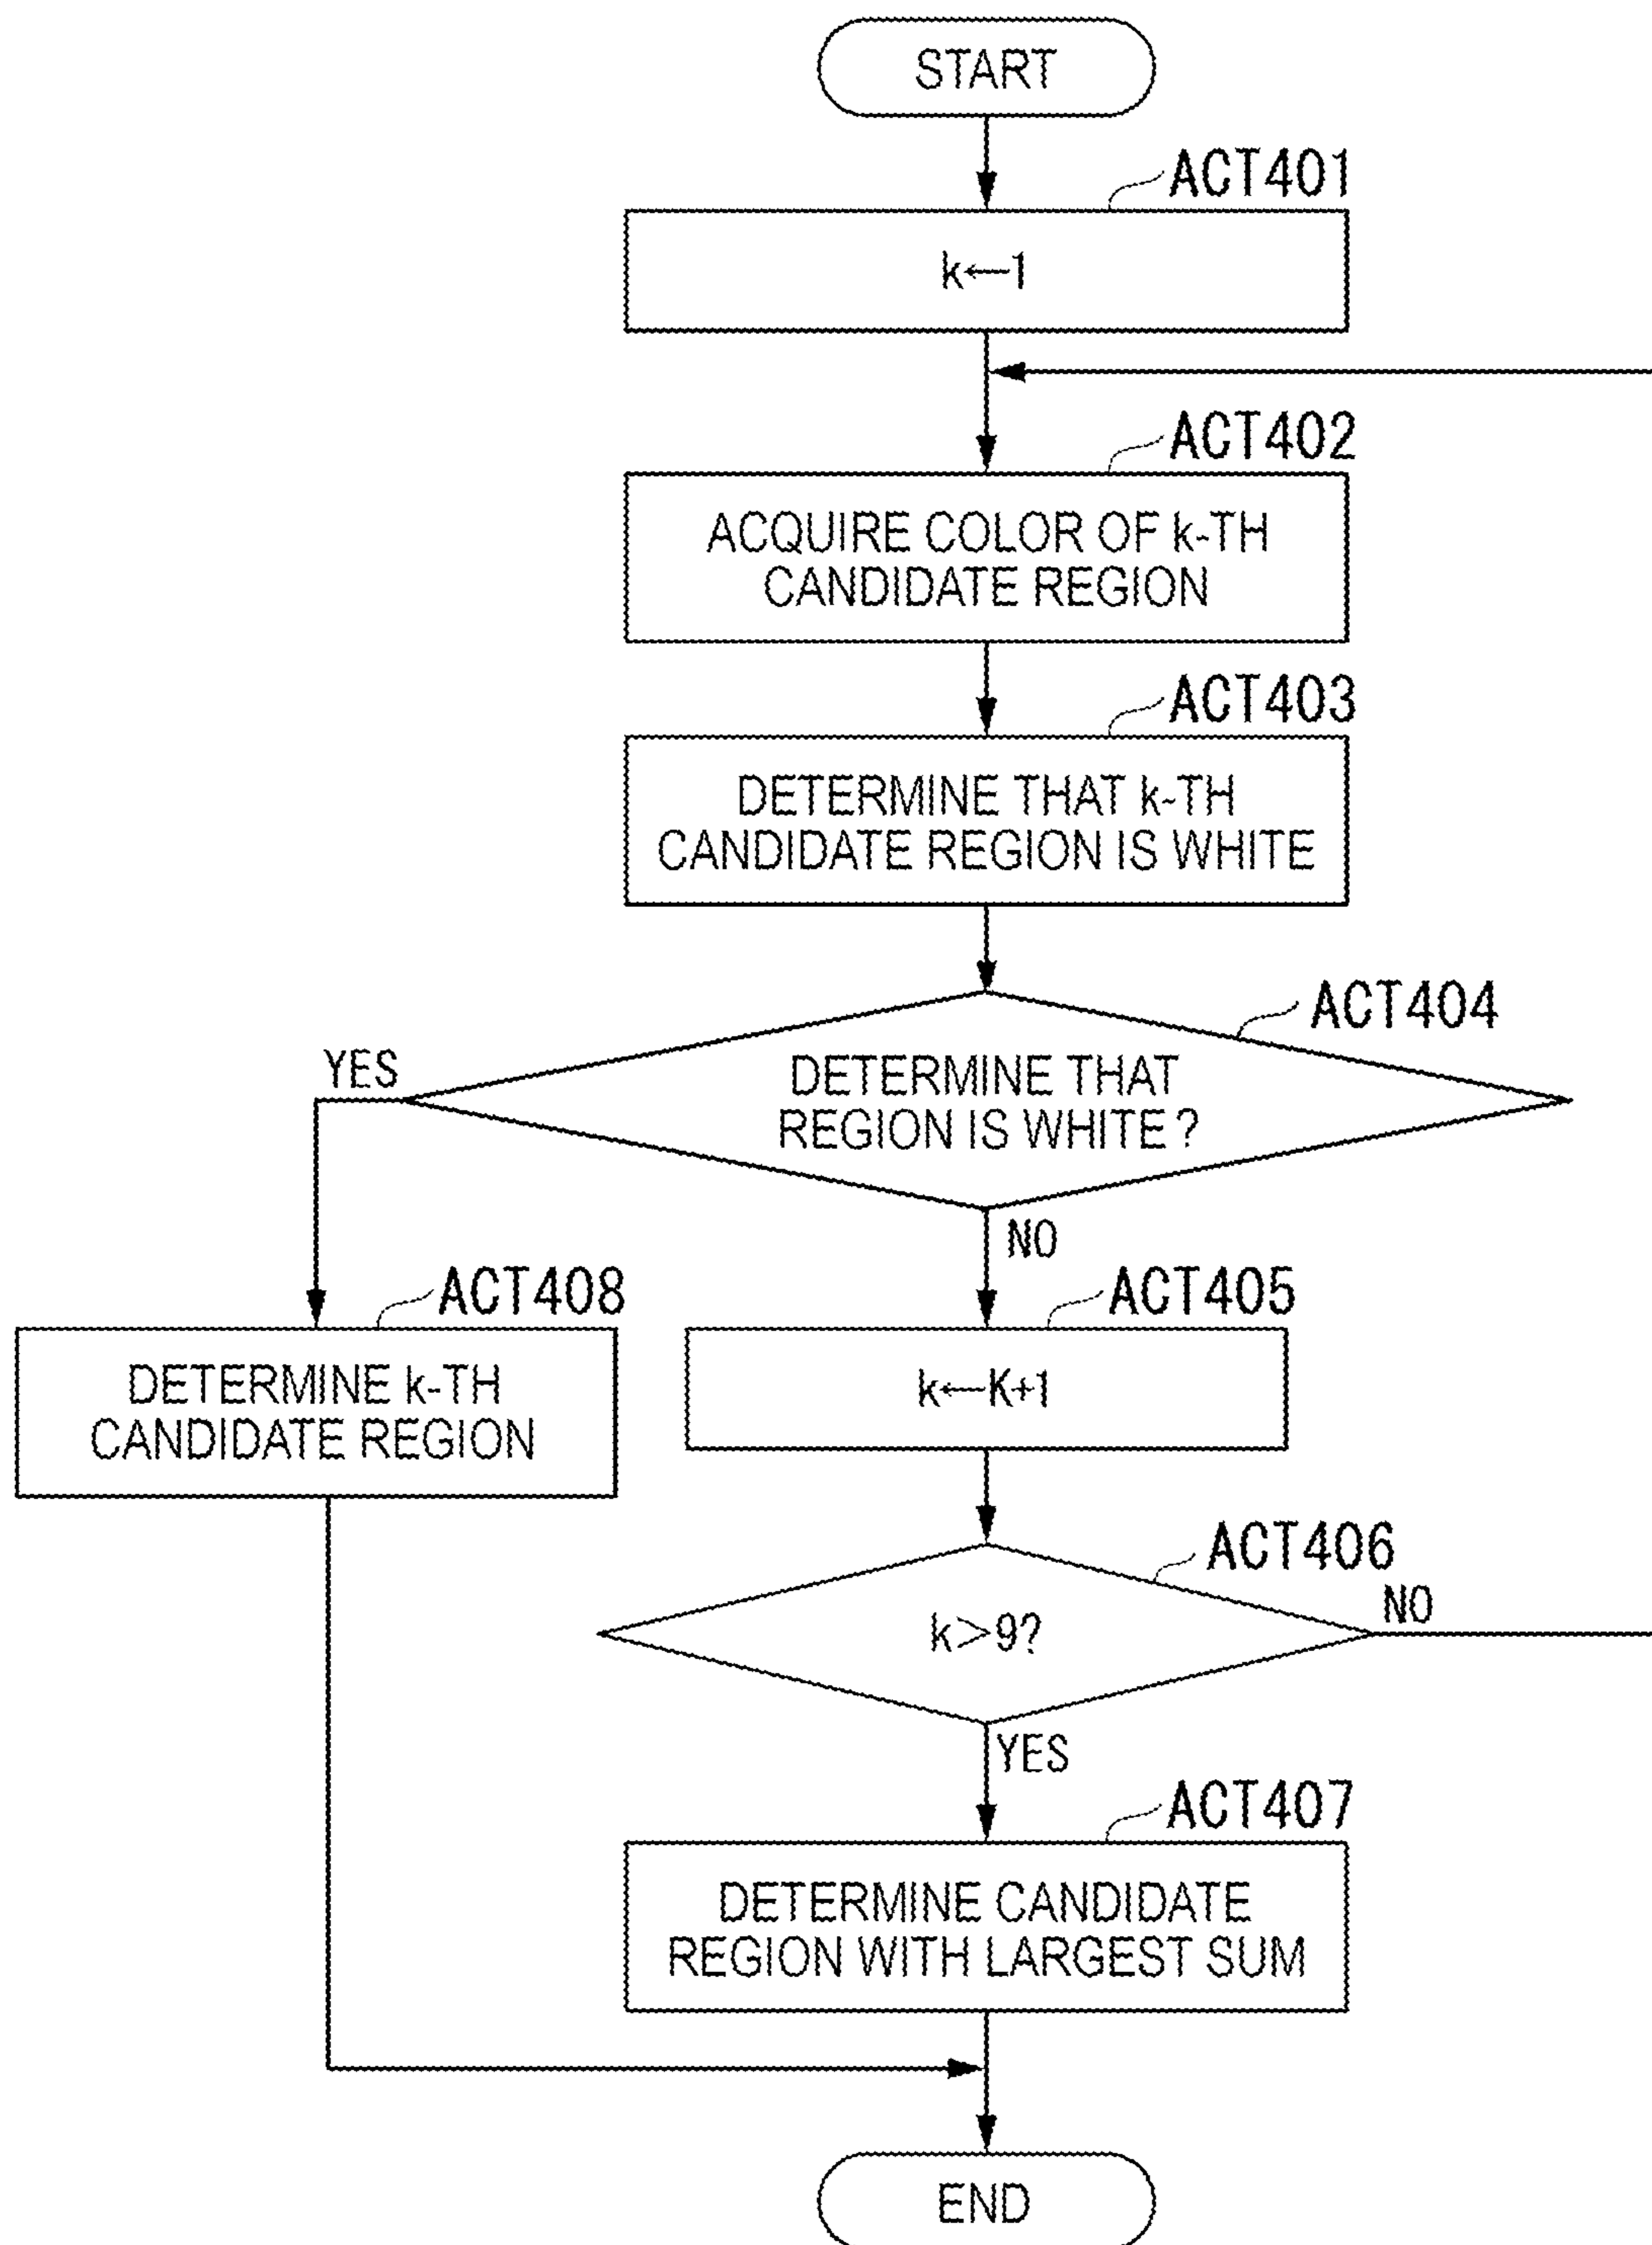 START
ACT401
k←1
ACT402
ACQUIRE COLOR OF k-TH
CANDIDATE REGION
ACT403
DETERMINE THAT k-TH
CANDIDATE REGION IS WHITE
ACT404
YES
DETERMINE THAT
REGION IS WHITE?
NO
ACT408
DETERMINE k-TH
CANDIDATE REGION
ACT405
k←K+1
ACT406
k>9?
NO
YES
ACT407
DETERMINE CANDIDATE
REGION WITH LARGEST SUM
END